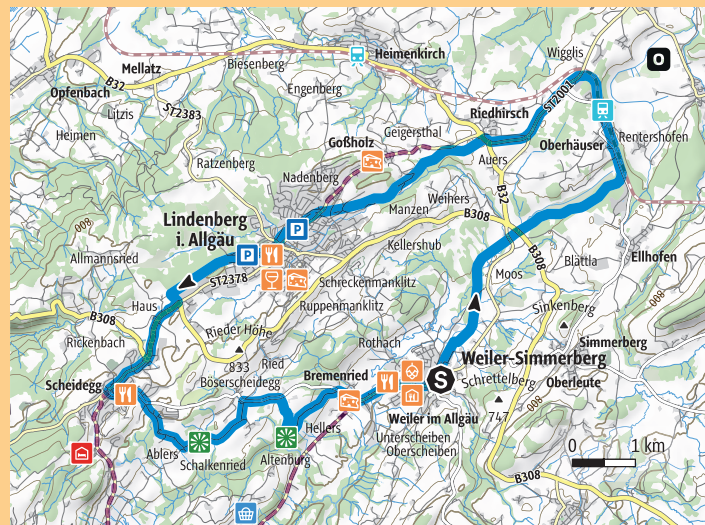 Heimenkirch
Wigglis
O
Mellatz
Biesenberg
B32
Opfenbach
Engenberg
ST2001
Litzis
ST2383
Riedhirsch
Heimen
Geigersthal
Goßholz
Oberhäuser
Rentershofen
Ratzenberg
Auers
Nadenberg
B32
Weihers
Manzen
Lindenberg
i. Allgäu
P
B308
008
Kellershub
B308
P
Allmannsried
Blättla
Ellhofen
Moos
ST2378
Schreckenmanklitz
008
Haus
Ruppenmanklitz
Sinkenberg
B308
Rieder Höhe
Rickenbach
Rothach
Simmerberg
833
Ried
Weiler-Simmerberg
Bremenried
Scheidegg
Böserscheidegg
S
Schrettelberg
Oberleute
008
747
Weiler im Allgäu
Hellers
Unterscheiben
Oberscheiben
Ablers
Schalkenried
Altenburg
0 1 km
B308